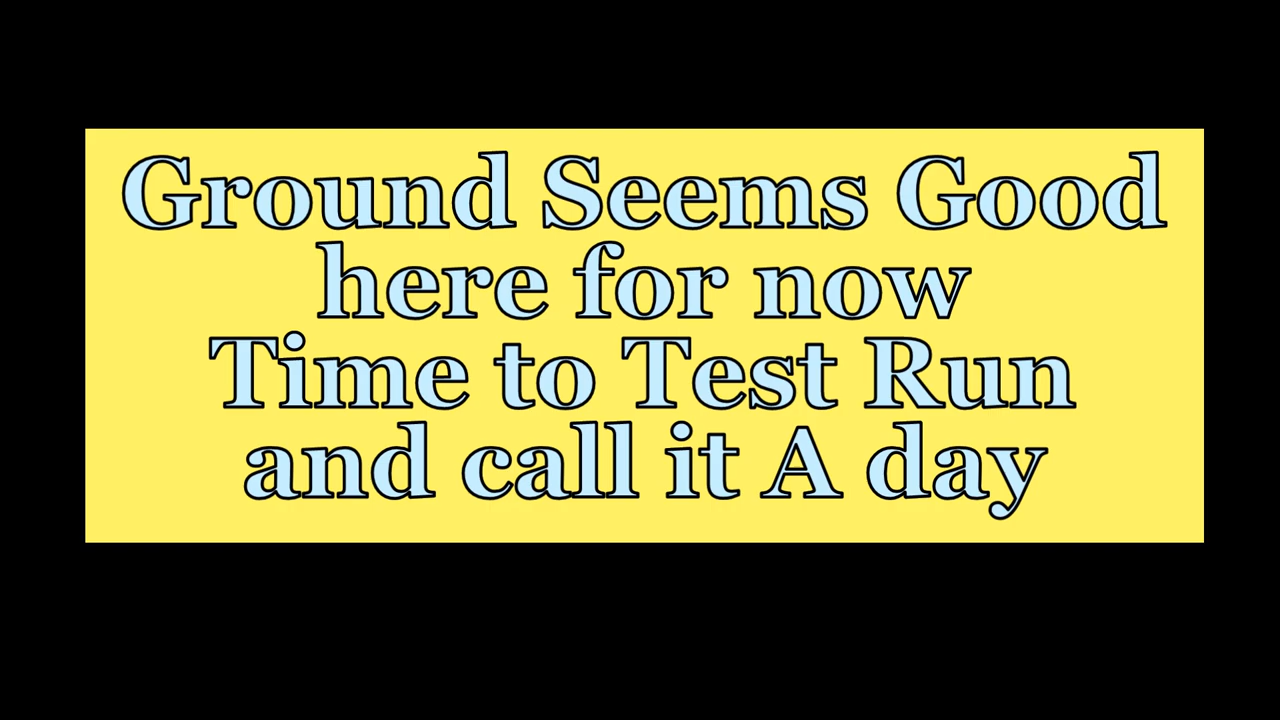 Ground Seems Good
here for now
Time to Test Run
and call it A day